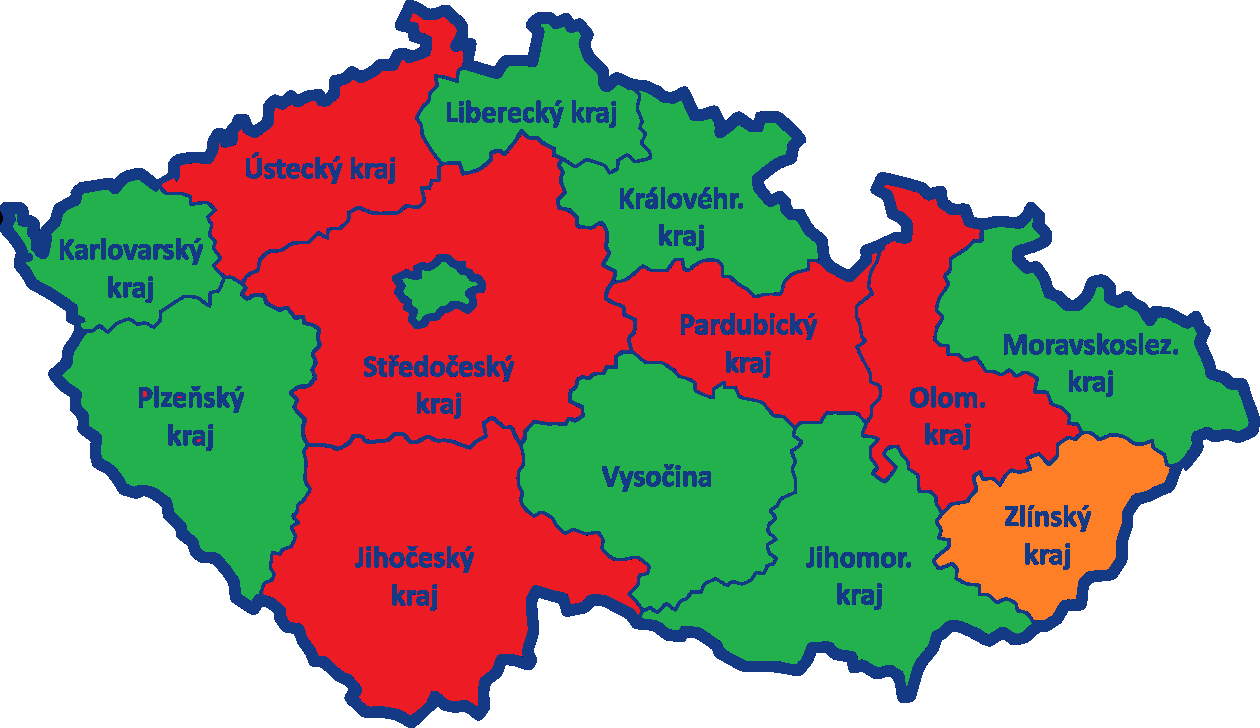 Liberecký kraj
Ústecký kraj
Královéhr.
kraj
Karlovarský
kraj
Pardubický
kraj
Moravskoslez.
kraj
Středočeský
kraj
Plzeňský
kraj
Olom.
kraj
Vysočina
Zlínský
kraj
Jihočeský
kraj
Jihomor.
kraj